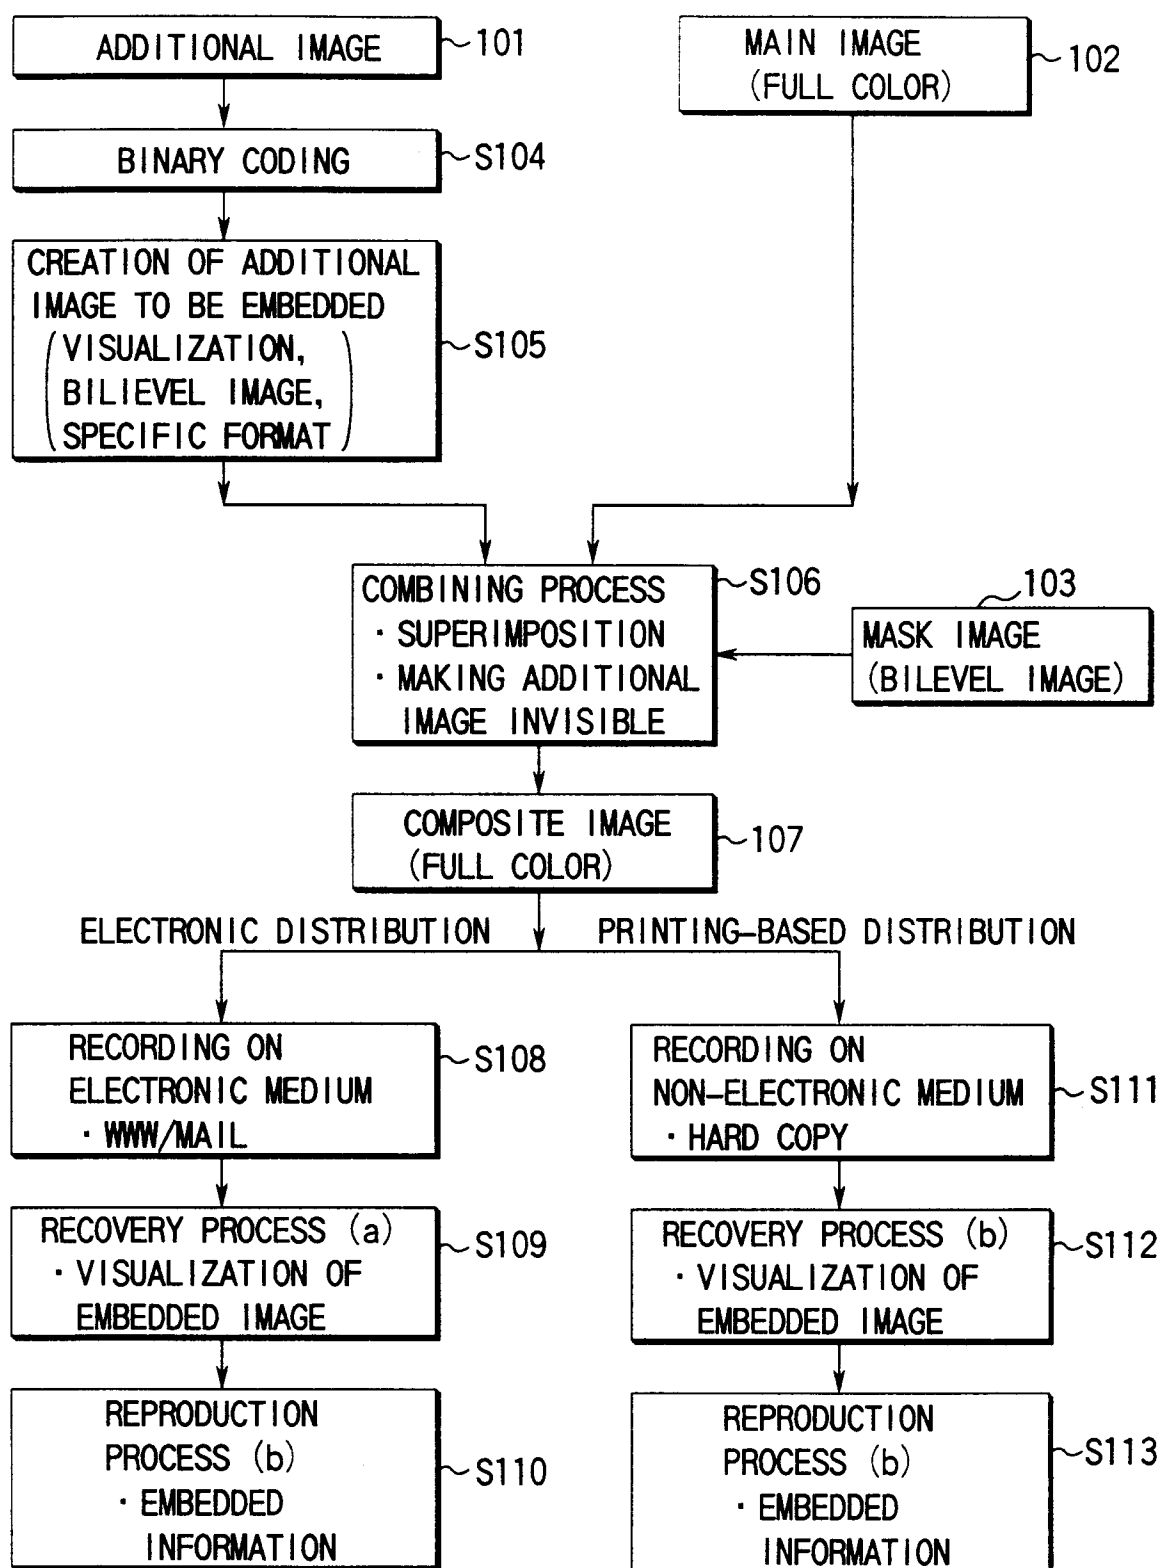 ADDITIONAL IMAGE
101
MAIN IMAGE
(FULL COLOR)
102
BINARY CODING
S104
CREATION OF ADDITIONAL
IMAGE TO BE EMBEDDED
(VISUALIZATION,
BILIEVEL IMAGE,
SPECIFIC FORMAT)
S105
COMBINING PROCESS
· SUPERIMPOSITION
· MAKING ADDITIONAL
IMAGE INVISIBLE
S106
103
MASK IMAGE
(BILEVEL IMAGE)
COMPOSITE IMAGE
(FULL COLOR)
107
ELECTRONIC DISTRIBUTION
PRINTING-BASED DISTRIBUTION
RECORDING ON
ELECTRONIC MEDIUM
· WWW/MAIL
S108
RECORDING ON
NON-ELECTRONIC MEDIUM
· HARD COPY
S111
RECOVERY PROCESS (a)
· VISUALIZATION OF
EMBEDDED IMAGE
S109
RECOVERY PROCESS (b)
· VISUALIZATION OF
EMBEDDED IMAGE
S112
REPRODUCTION
PROCESS (b)
· EMBEDDED
INFORMATION
S110
REPRODUCTION
PROCESS (b)
· EMBEDDED
INFORMATION
S113